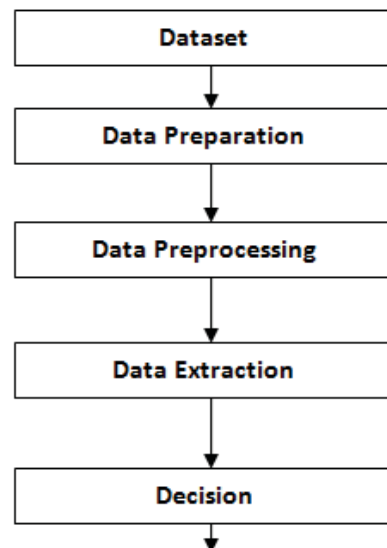 Dataset
Data Preparation
Data Preprocessing
Data Extraction
Decision